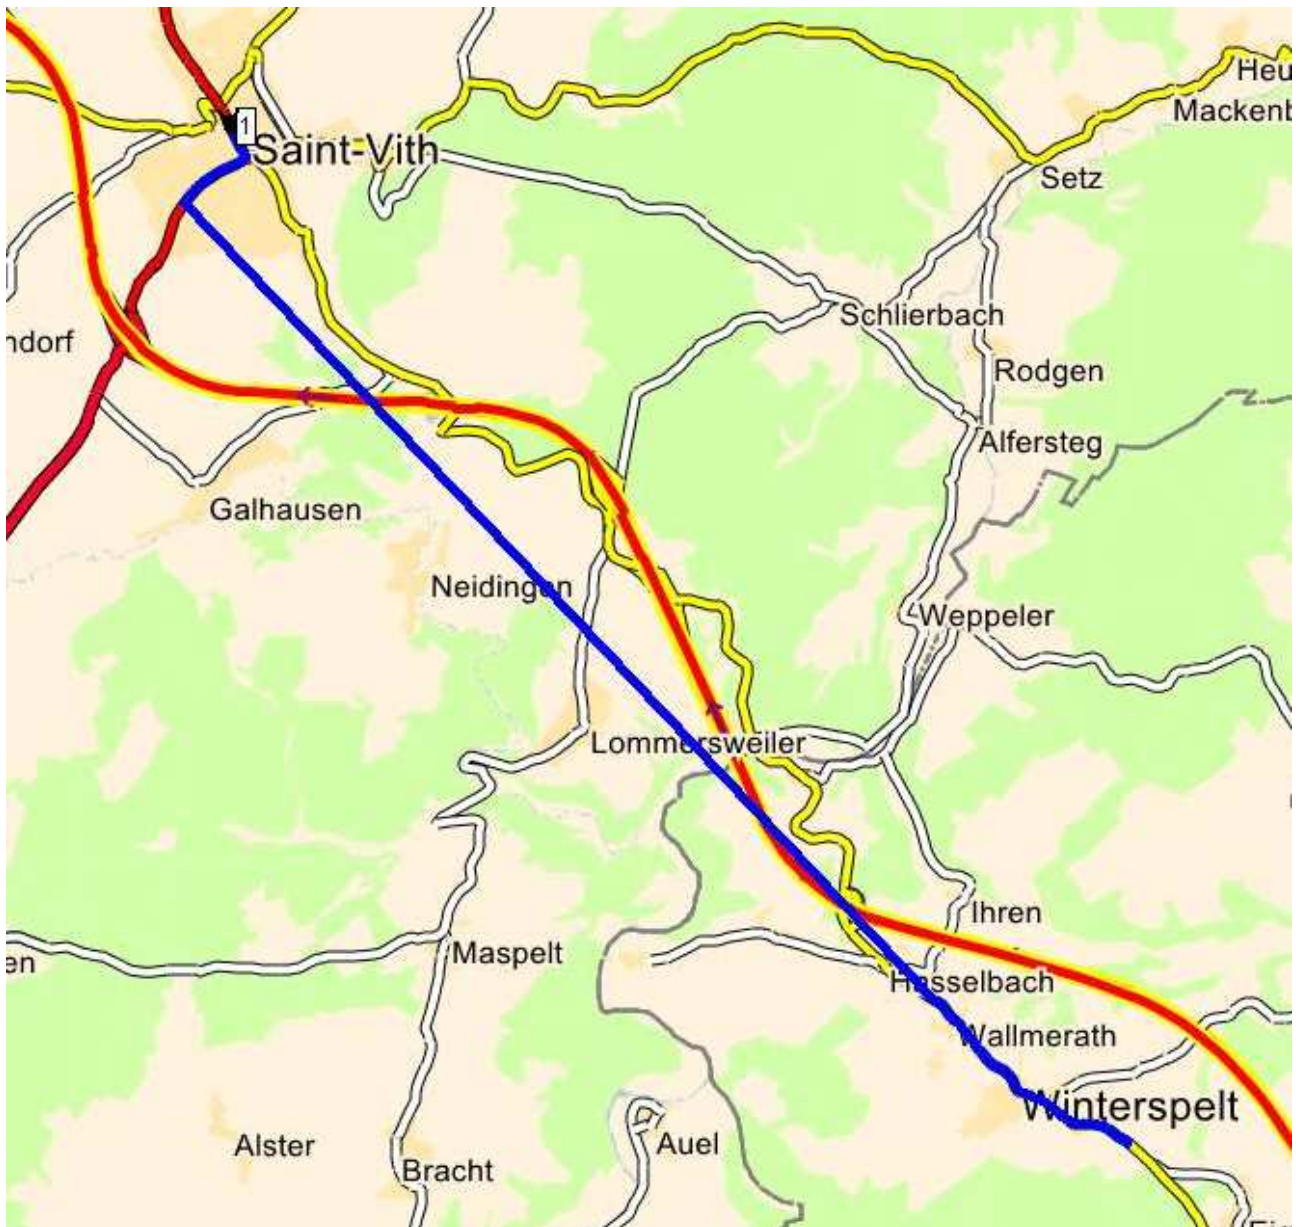 Heu
Mackenb
1
Saint-Vith
Setz
Schlierbach
ndorf
Rodgen
Alfersteg
Galhausen
Neidingen
Weppeler
Lommersweiler
Ihren
Maspelt
en
Hasselbach
Wallmerath
Winterspelt
Alster
Auel
Bracht